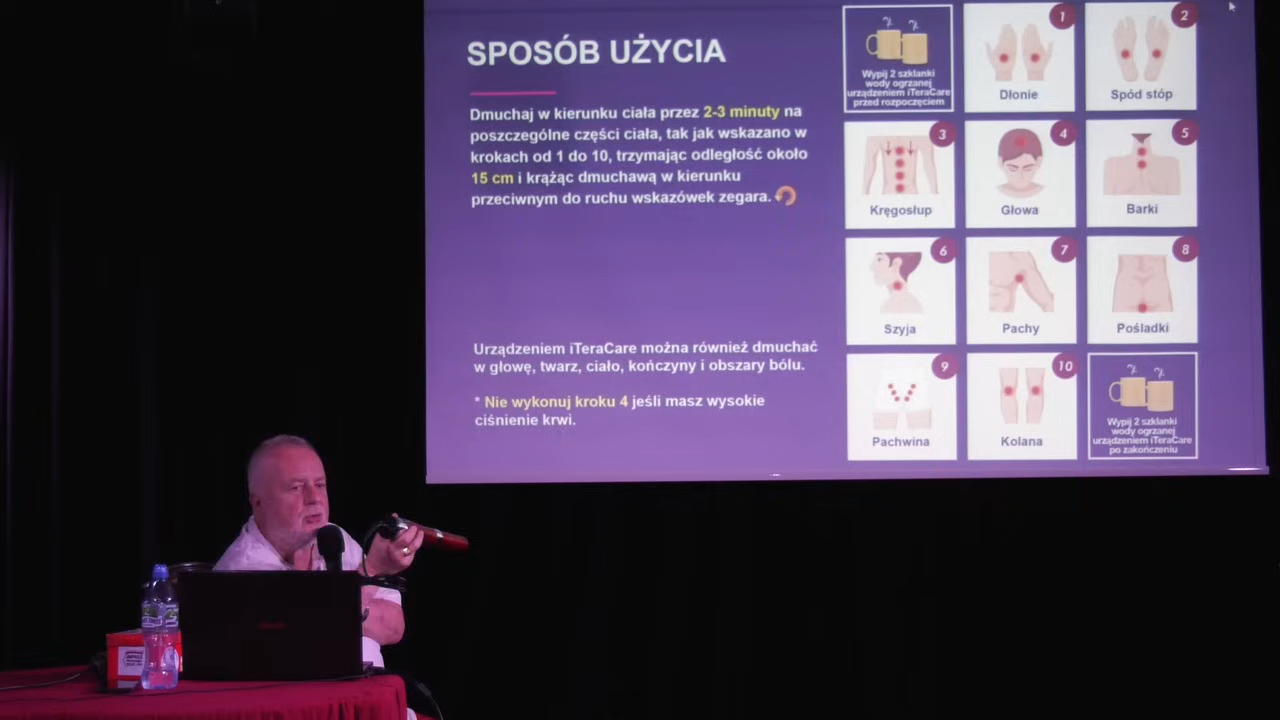 SPOSÓB UŻYCIA
Dmuchaj w kierunku ciała przez 2-3 minuty na
poszczególne części ciała, tak jak wskazano w
krokach od 1 do 10, trzymając odległość około
15 cm i krążąc dmuchawą w kierunku
przeciwnym do ruchu wskazówek zegara.
Urządzeniem iTeraCare można również dmuchać
w głowę, twarz, ciało, kończyny i obszary bólu.
* Nie wykonuj kroku 4 jeśli masz wysokie
ciśnienie krwi.
Wypij 2 szklanki
wody ogrzanej
urządzeniem iTeraCare
przed rozpoczęciem
1
Dłonie
2
Spód stóp
3
Kręgosłup
4
Głowa
5
Barki
6
Szyja
7
Pachy
8
Pośladki
9
Pachwina
10
Kolana
Wypij 2 szklanki
wody ogrzanej
urządzeniem iTeraCare
po zakończeniu